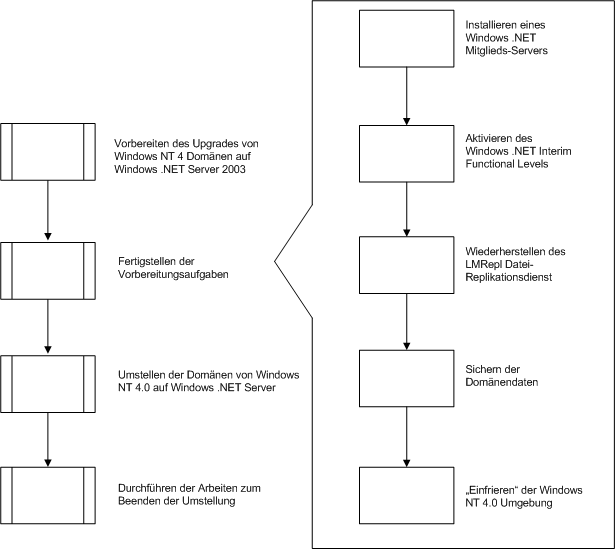 Vorbereiten des Upgrades von
Windows NT 4 Domänen auf
Windows .NET Server 2003
Fertigstellen der
Vorbereitungsaufgaben
Umstellen der Domänen von Windows
NT 4.0 auf Windows .NET Server
Durchführen der Arbeiten zum
Beenden der Umstellung
Installieren eines
Windows .NET
Mitglieds-Servers
Aktivieren des
Windows .NET Interim
Functional Levels
Wiederherstellen des
LMRepl Datei-
Replikationsdienst
Sichern der
Domänendaten
„Einfrieren“ der Windows
NT 4.0 Umgebung